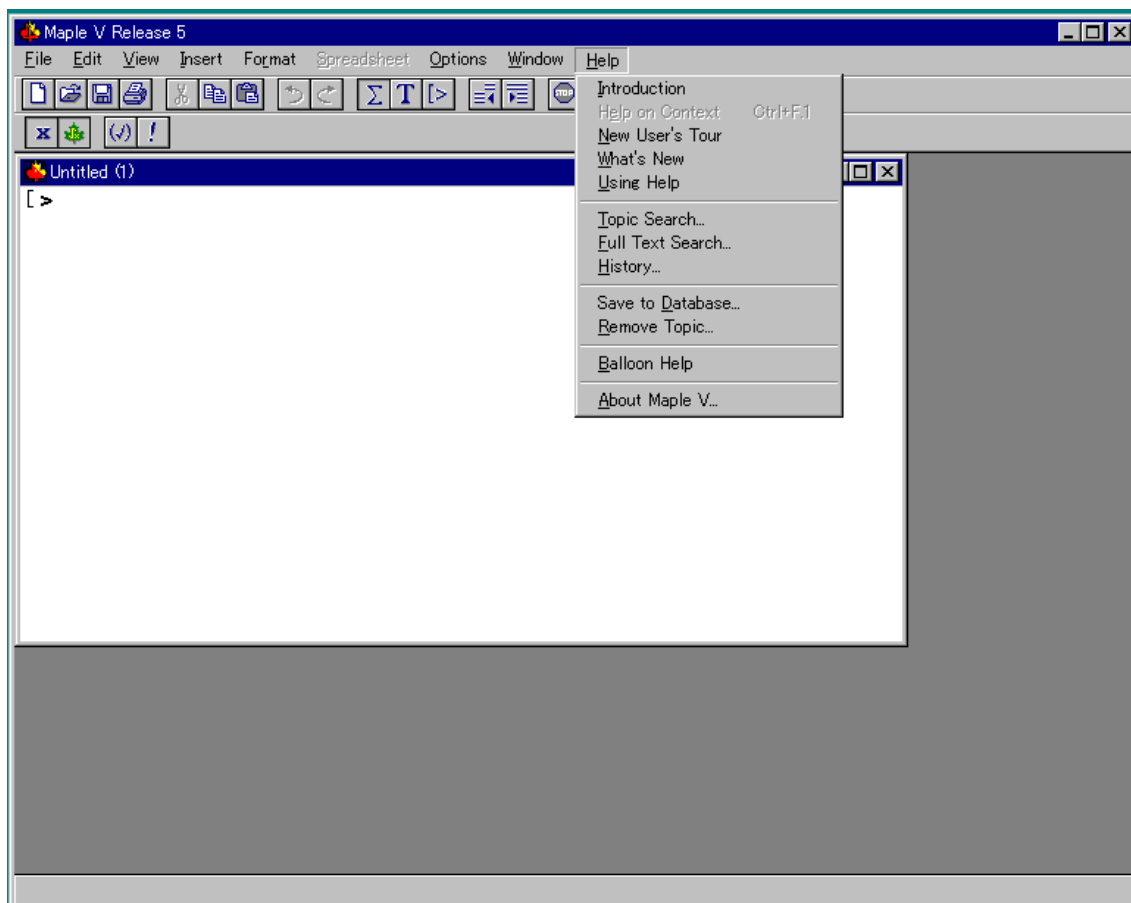 Maple V Release 5
File Edit View Insert Format Spreadsheet Options Window Help
Σ T [>
STOP
x (√) !
Untitled (1)
[ >
Introduction
Help on Context Ctrl+F1
New User's Tour
What's New
Using Help
Topic Search...
Full Text Search...
History...
Save to Database...
Remove Topic...
Balloon Help
About Maple V...